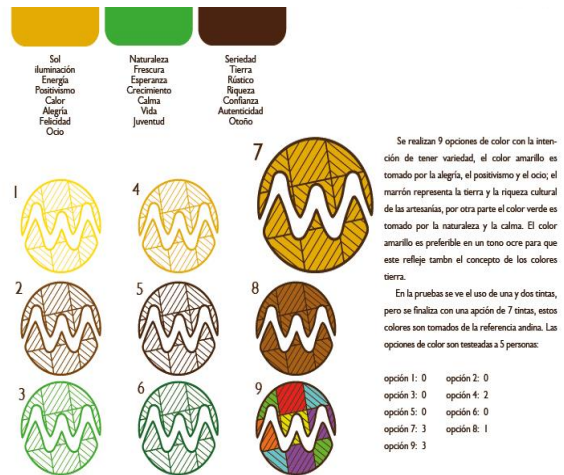 Sol
iluminación
Energía
Positivismo
Calor
Alegría
Felicidad
Ocio
Naturaleza
Frescura
Esperanza
Crecimiento
Calma
Vida
Juventud
Seriedad
Tierra
Rústico
Riqueza
Confianza
Autenticidad
Otoño
1
4
7
2
5
8
3
6
9
Se realizan 9 opciones de color con la inten-
ción de tener variedad, el color amarillo es
tomado por la alegría, el positivismo y el ocio; el
marrón representa la tierra y la riqueza cultural
de las artesanías, por otra parte el color verde es
tomado por la naturaleza y la calma. El color
amarillo es preferible en un tono ocre para que
este refleje tambn el concepto de los colores
tierra.
En la pruebas se ve el uso de una y dos tintas,
pero se finaliza con una apción de 7 tintas, estos
colores son tomados de la referencia andina. Las
opciones de color son testeadas a 5 personas:
opción 1: 0 opción 2: 0
opción 3: 0 opción 4: 2
opción 5: 0 opción 6: 0
opción 7: 3 opción 8: 1
opción 9: 3